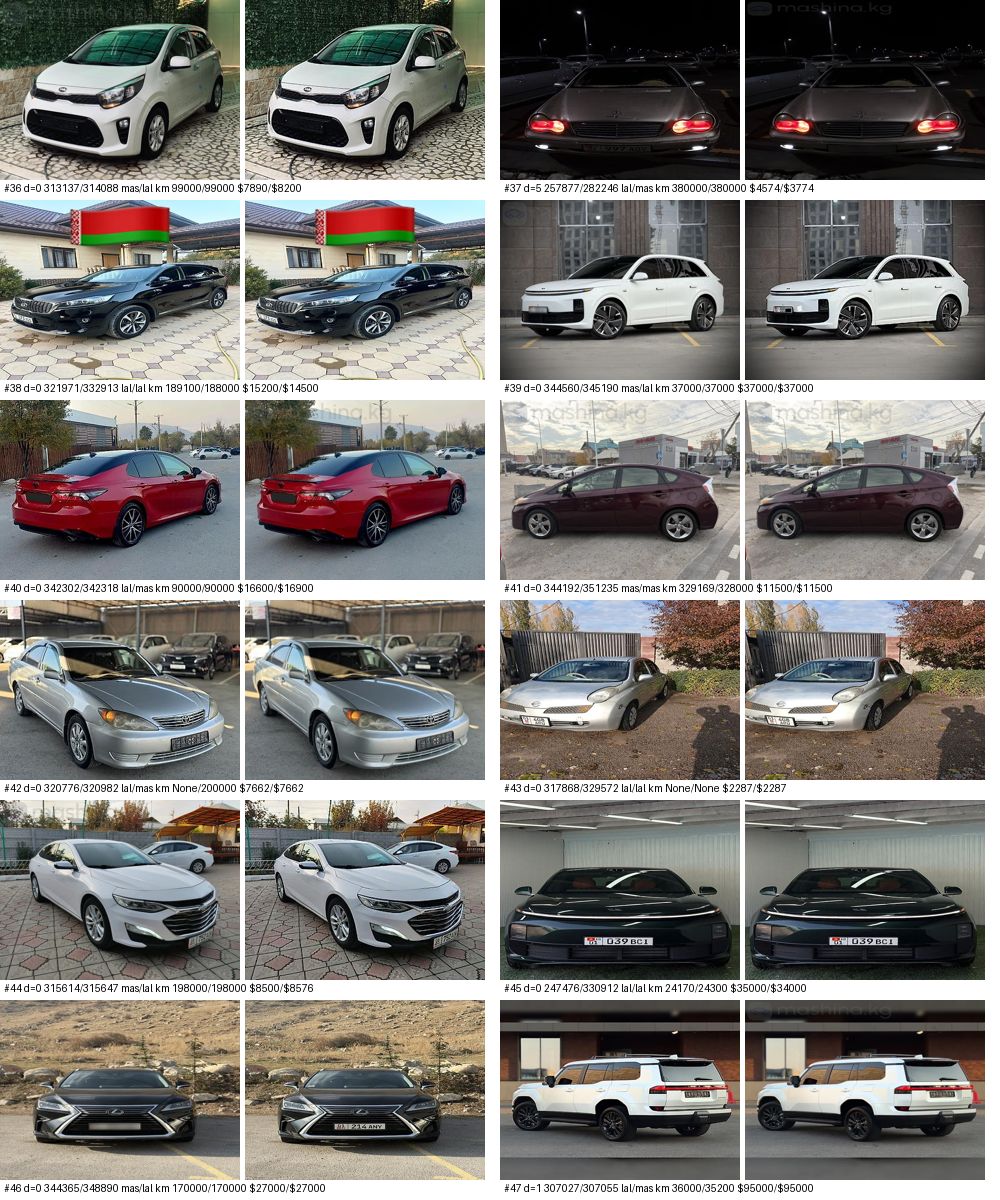 mashina.kg
mashina.kg
#36 d=0 313137/314088 mas/lal km 99000/99000 $7890/$8200
#37 d=5 257877/282246 lal/mas km 380000/380000 $4574/$3774
#38 d=0 321971/332913 lal/lal km 189100/188000 $15200/$14500
#39 d=0 344560/345190 mas/lal km 37000/37000 $37000/$37000
mashina.kg
mashina.kg
mashina.kg
#40 d=0 342302/342318 lal/mas km 90000/90000 $16600/$16900
#41 d=0 344192/351235 mas/mas km 329169/328000 $11500/$11500
#42 d=0 320776/320982 lal/mas km None/200000 $7662/$7662
#43 d=0 317868/329572 lal/lal km None/None $2287/$2287
039 BCI
039 BCI
#44 d=0 315614/315647 mas/lal km 198000/198000 $8500/$8576
#45 d=0 247476/330912 lal/lal km 24170/24300 $35000/$34000
214 ANY
#46 d=0 344365/348890 mas/lal km 170000/170000 $27000/$27000
#47 d=1 307027/307055 lal/mas km 36000/35200 $95000/$95000